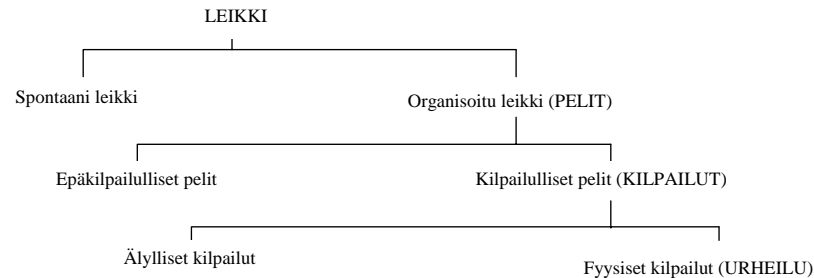 LEIKKI
Spontaani leikki
Organisoitu leikki (PELIT)
Epäkilpailulliset pelit
Kilpailulliset pelit (KILPAILUT)
Älylliset kilpailut
Fyysiset kilpailut (URHEILU)